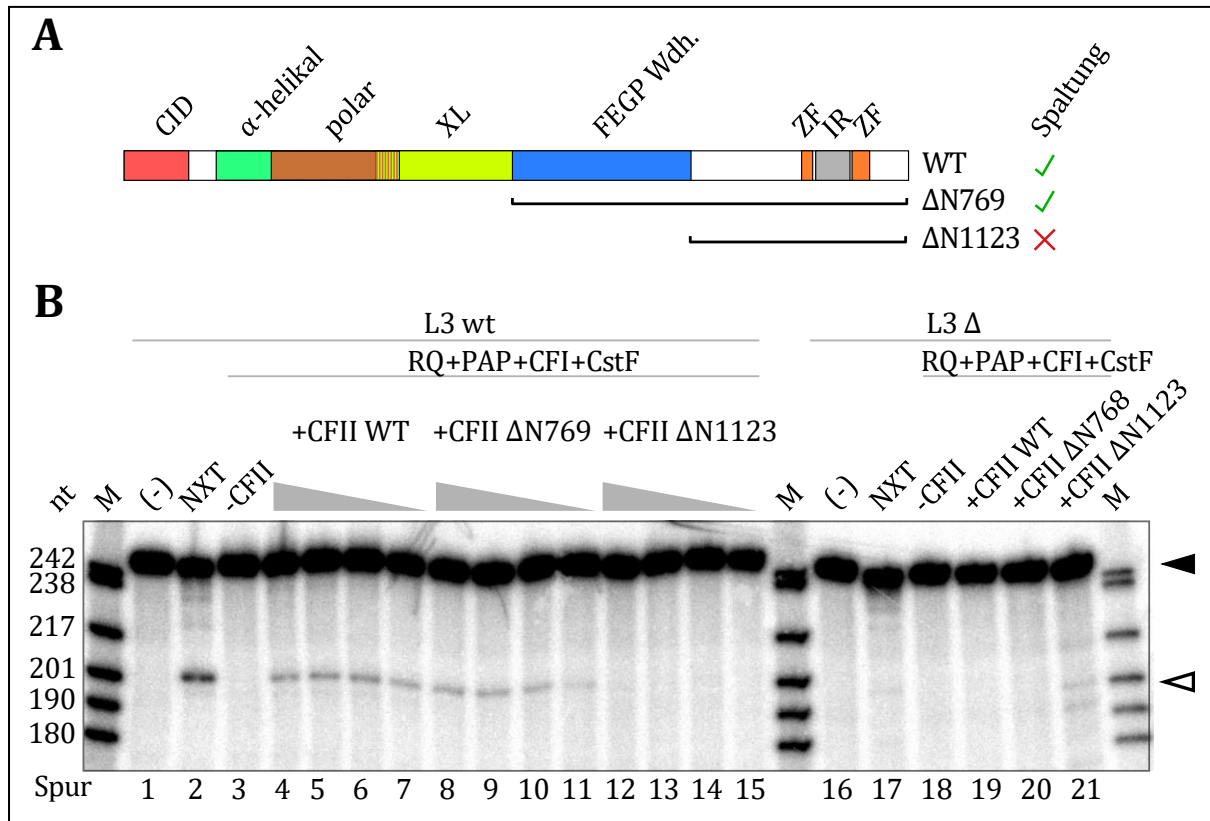 A
CID α-helikal polar XL FEGP Wdh. ZF IR ZF Spaltung
WT
ΔN769
ΔN1123
B
L3 wt L3 Δ
RQ+PAP+CFI+CstF RQ+PAP+CFI+CstF
+CFII WT +CFII ΔN769 +CFII ΔN1123
nt M (-) NXT -CFII M (-) NXT -CFII +CFII WT +CFII ΔN768 +CFII ΔN1123 M
242
238
217
201
190
180
Spur 1 2 3 4 5 6 7 8 9 10 11 12 13 14 15 16 17 18 19 20 21